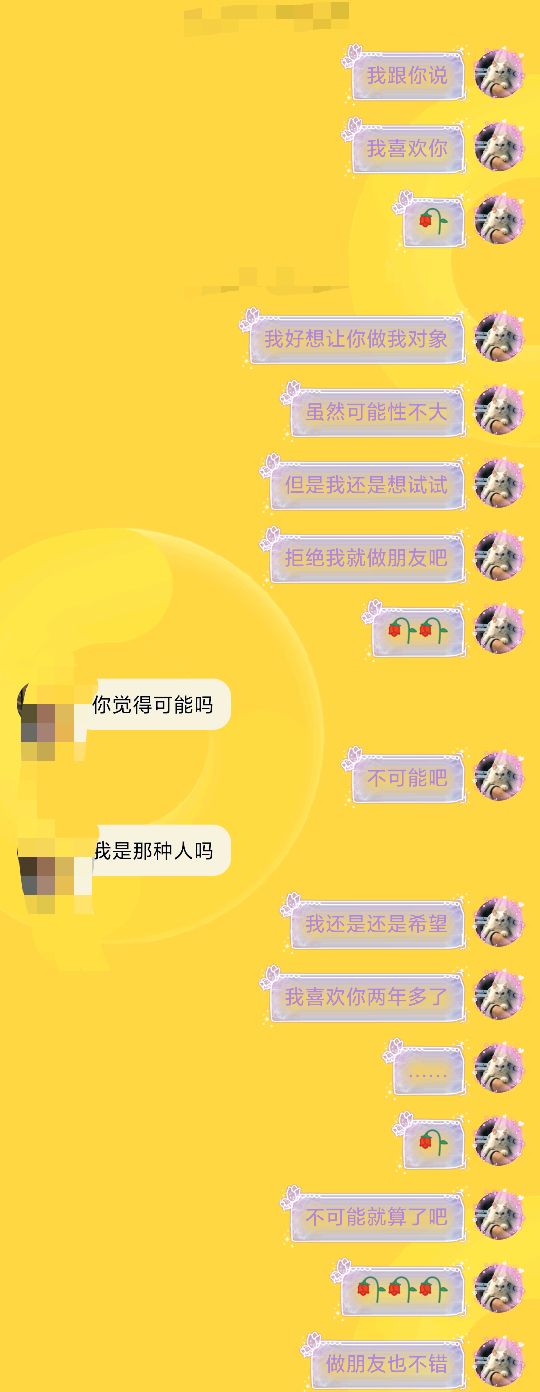 我跟你说
我喜欢你
我好想让你做我对象
虽然可能性不大
但是我还是想试试
拒绝我就做朋友吧
你觉得可能吗
不可能吧
我是那种人吗
我还是还是希望
我喜欢你两年多了
……
不可能就算了吧
做朋友也不错